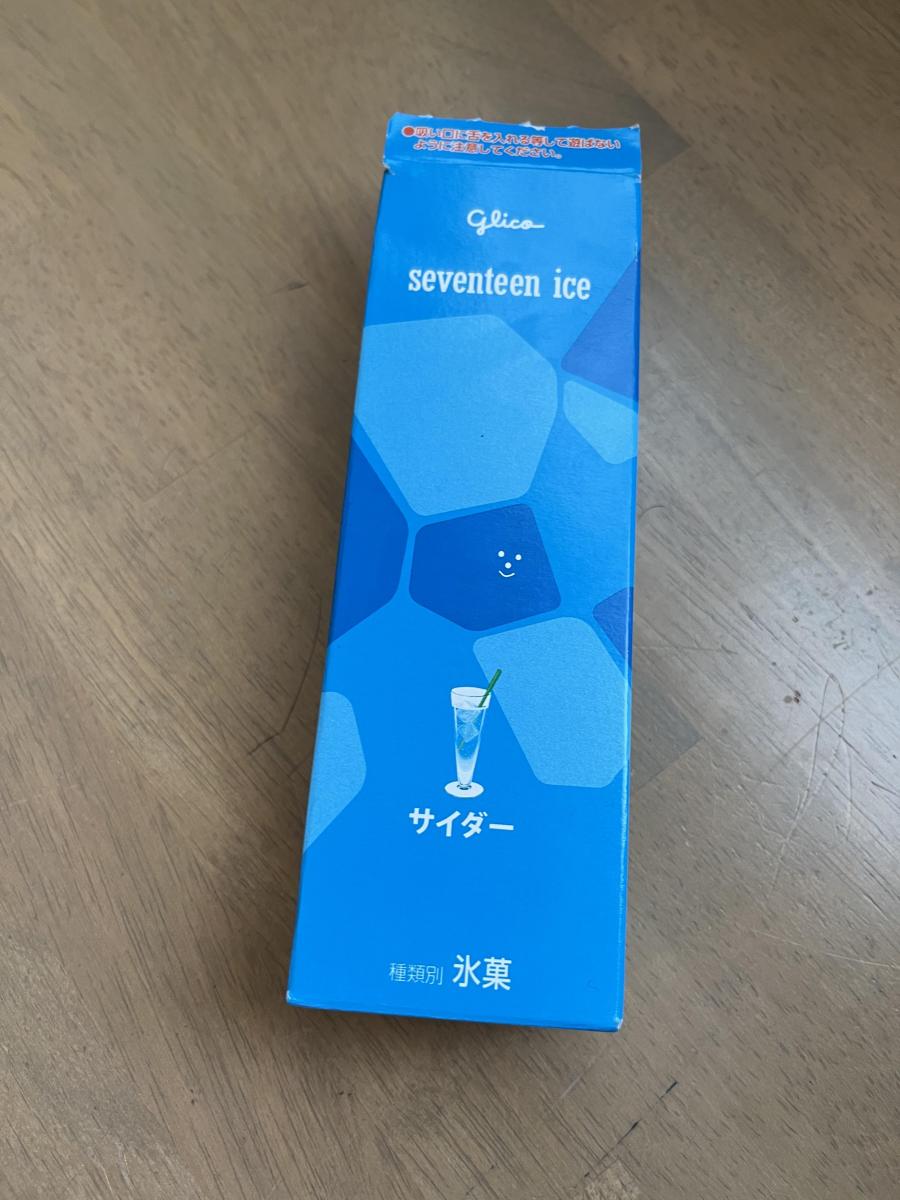 ●吸い口に舌を入れる等して遊ばない
ように注意してください。
glico
seventeen ice
サイダー
種類別 氷菓